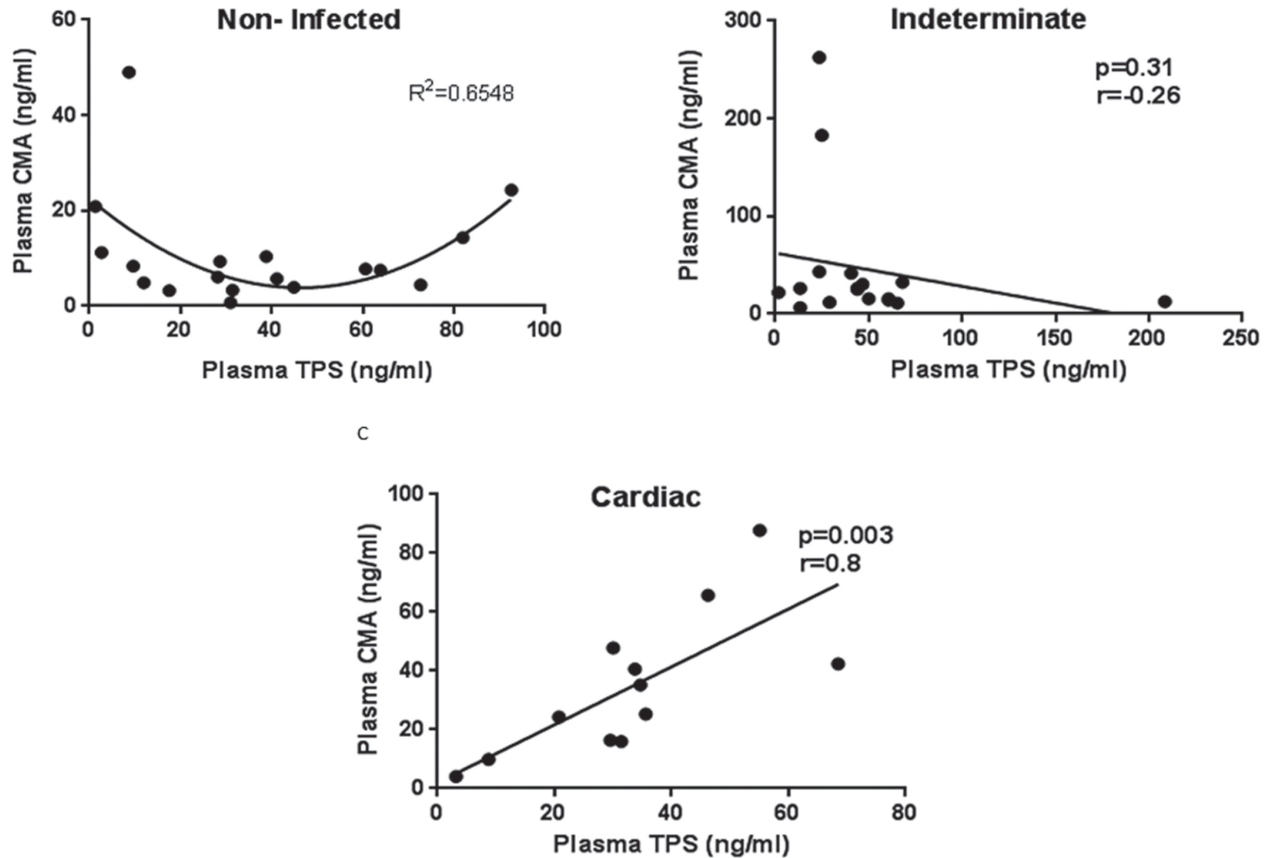 Non- Infected
R2=0.6548
Plasma CMA (ng/ml)
60
40
20
0
0 20 40 60 80 100
Plasma TPS (ng/ml)
Indeterminate
p=0.31
r=-0.26
Plasma CMA (ng/ml)
300
200
100
0
0 50 100 150 200 250
Plasma TPS (ng/ml)
C
Cardiac
p=0.003
r=0.8
Plasma CMA (ng/ml)
100
80
60
40
20
0
0 20 40 60 80
Plasma TPS (ng/ml)